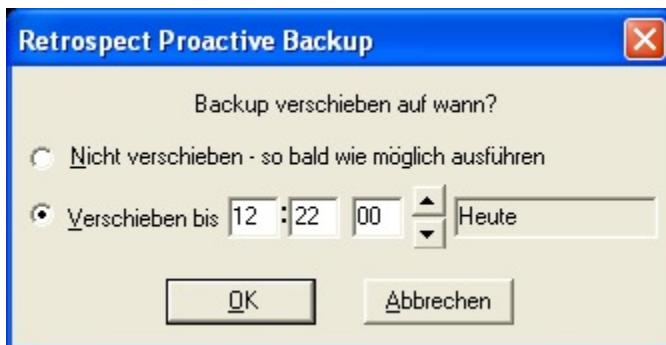 Retrospect Proactive Backup
Backup verschieben auf wann?
Nicht verschieben - so bald wie möglich ausführen
Verschieben bis 12:22 00 Heute
OK Abbrechen